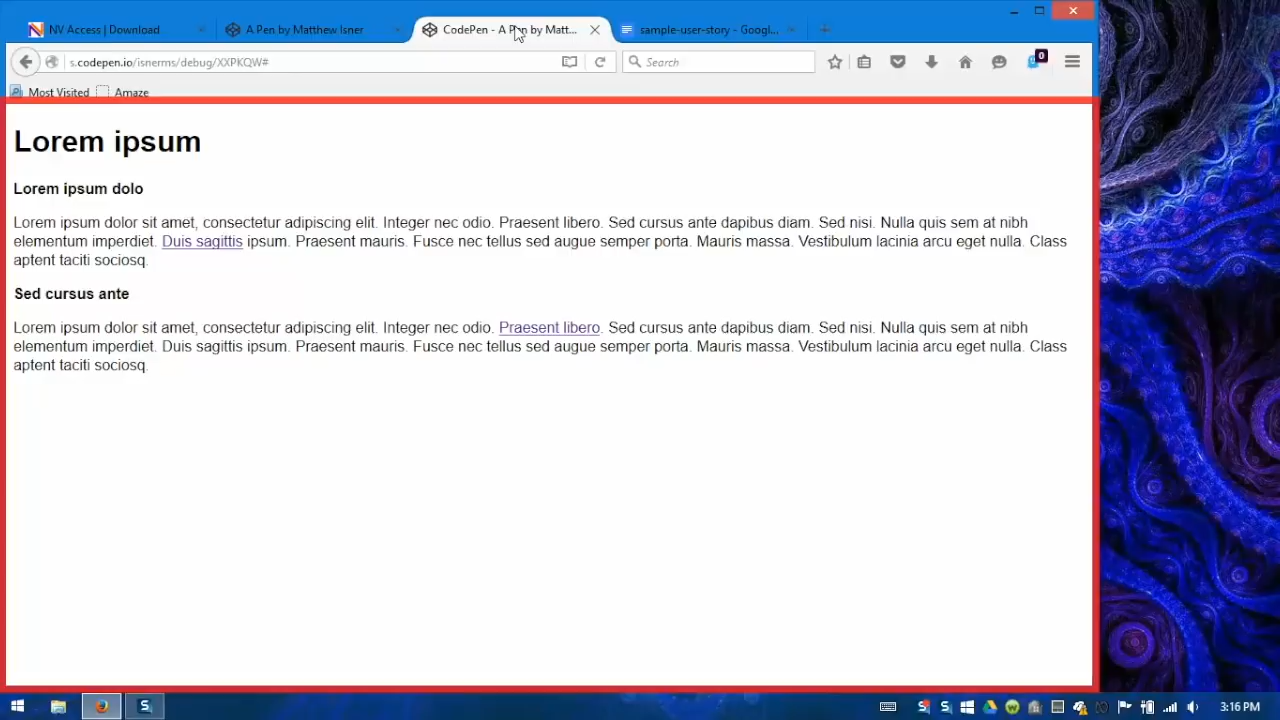 NV Access | Download
A Pen by Matthew Isner
CodePen - A Pen by Matt...
sample-user-story - Googl...
s.codepen.io/isnerms/debug/XXPKQW#
Search
0
Most Visited
Amaze
Lorem ipsum
Lorem ipsum dolo
Lorem ipsum dolor sit amet, consectetur adipiscing elit. Integer nec odio. Praesent libero. Sed cursus ante dapibus diam. Sed nisi. Nulla quis sem at nibh
elementum imperdiet. Duis sagittis ipsum. Praesent mauris. Fusce nec tellus sed augue semper porta. Mauris massa. Vestibulum lacinia arcu eget nulla. Class
aptent taciti sociosq.
Sed cursus ante
Lorem ipsum dolor sit amet, consectetur adipiscing elit. Integer nec odio. Praesent libero. Sed cursus ante dapibus diam. Sed nisi. Nulla quis sem at nibh
elementum imperdiet. Duis sagittis ipsum. Praesent mauris. Fusce nec tellus sed augue semper porta. Mauris massa. Vestibulum lacinia arcu eget nulla. Class
aptent taciti sociosq.
3:16 PM